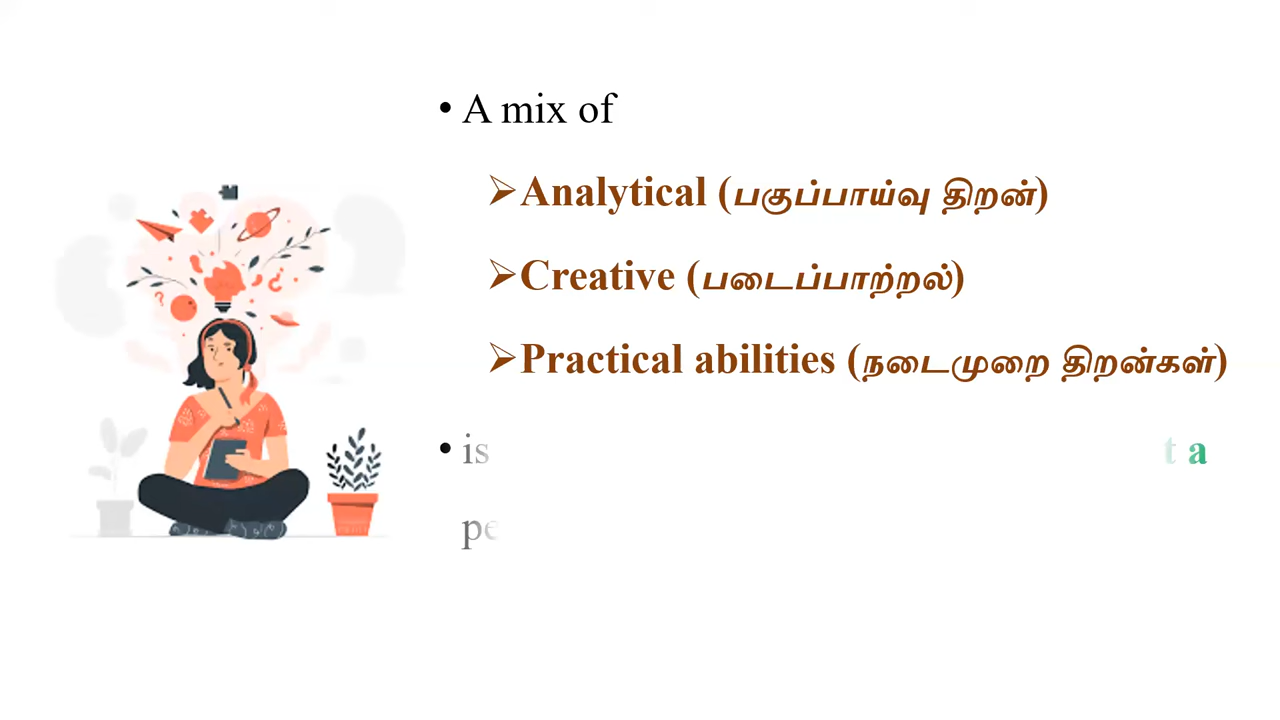 • A mix of
➢Analytical (பகுப்பாய்வு திறன்)
➢Creative (படைப்பாற்றல்)
➢Practical abilities (நடைமுறை திறன்கள்)
• is a